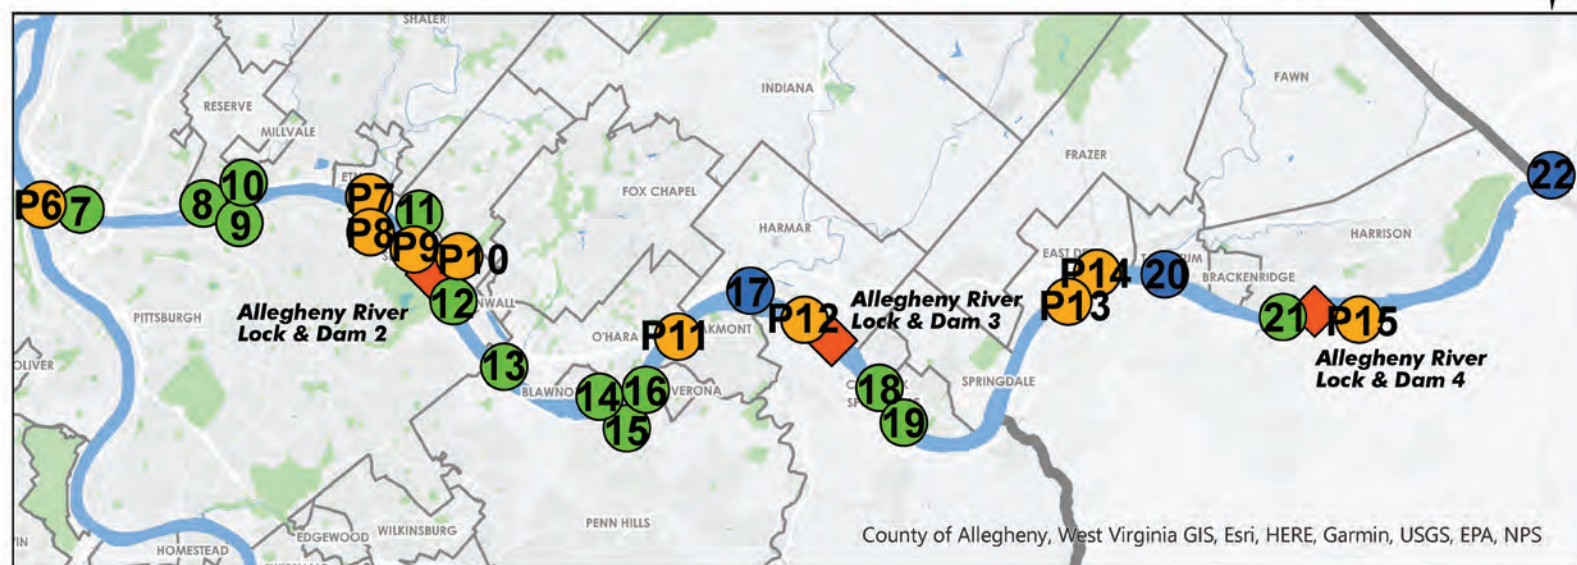 SHALER
INDIANA
FAWN
RESERVE
MILLVALE
FRAZER
FOX CHAPEL
P6
7
8
10
9
P7
P8
11
P9
P10
12
22
HARMAR
HARRISON
P14
20
BRACKENRIDGE
P13
17
P12
Allegheny River
Lock & Dam 3
Allegheny River
Lock & Dam 2
PITTSBURGH
O'HARA
P11
21
P15
Allegheny River
Lock & Dam 4
13
14
16
15
VERONA
18
19
SPRINGDALE
PENN HILLS
EDGEWOOD
WILKINSBURG
HOMESTEAD
County of Allegheny, West Virginia GIS, Esri, HERE, Garmin, USGS, EPA, NPS